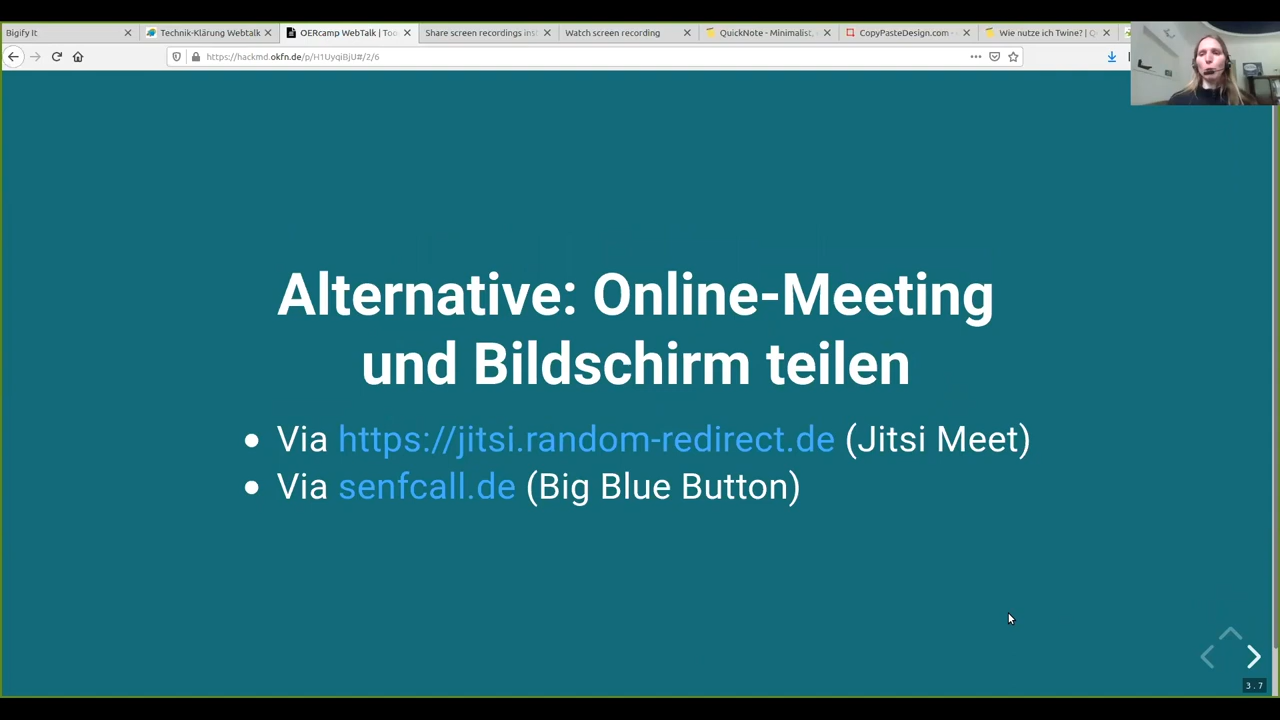 Bigify It
Technik-Klärung Webtalk
OERcamp WebTalk | Too
Share screen recordings ins
Watch screen recording
QuickNote - Minimalist,
CopyPasteDesign.com -
Wie nutze ich Twine? |
https://hackmd.okfn.de/p/H1UyqiBjU#/2/6
Alternative: Online-Meeting
und Bildschirm teilen
• Via https://jitsi.random-redirect.de (Jitsi Meet)
• Via senfcall.de (Big Blue Button)
3.7